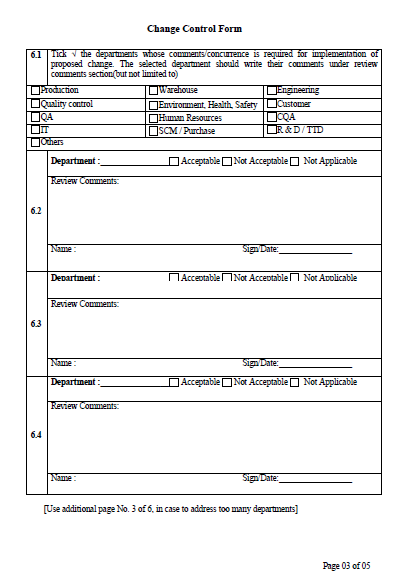 Change Control Form
6.1 Tick √ the departments whose comments/concurrence is required for implementation of
proposed change. The selected department should write their comments under review
comments section(but not limited to)
Production Warehouse Engineering
Quality control Environment, Health, Safety Customer
QA Human Resources CQA
IT SCM / Purchase R & D / TTD
Others
Department : Acceptable Not Acceptable Not Applicable
Review Comments:
6.2
Name : Sign/Date:
Department : Acceptable Not Acceptable Not Applicable
Review Comments:
6.3
Name : Sign/Date:
Department : Acceptable Not Acceptable Not Applicable
Review Comments:
6.4
Name : Sign/Date:
[Use additional page No. 3 of 6, in case to address too many departments]
Page 03 of 05